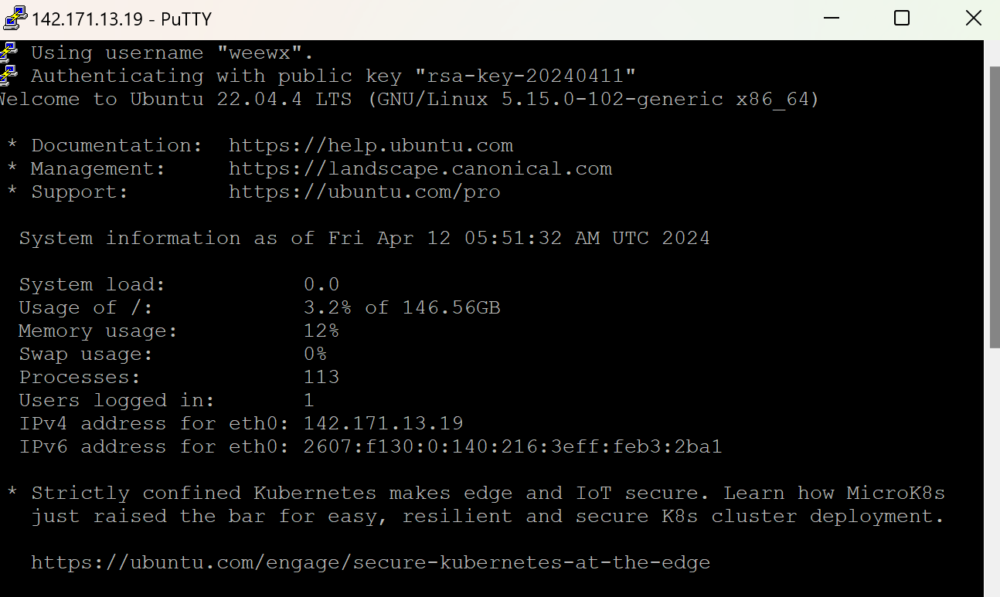 142.171.13.19 - PuTTY
Using username "weewx".
Authenticating with public key "rsa-key-20240411"
Welcome to Ubuntu 22.04.4 LTS (GNU/Linux 5.15.0-102-generic x86_64)
* Documentation:  https://help.ubuntu.com
* Management:     https://landscape.canonical.com
* Support:        https://ubuntu.com/pro
System information as of Fri Apr 12 05:51:32 AM UTC 2024
System load:           0.0
Usage of /:            3.2% of 146.56GB
Memory usage:          12%
Swap usage:            0%
Processes:             113
Users logged in:       1
IPv4 address for eth0: 142.171.13.19
IPv6 address for eth0: 2607:f130:0:140:216:3eff:feb3:2ba1
* Strictly confined Kubernetes makes edge and IoT secure. Learn how MicroK8s
just raised the bar for easy, resilient and secure K8s cluster deployment.
https://ubuntu.com/engage/secure-kubernetes-at-the-edge